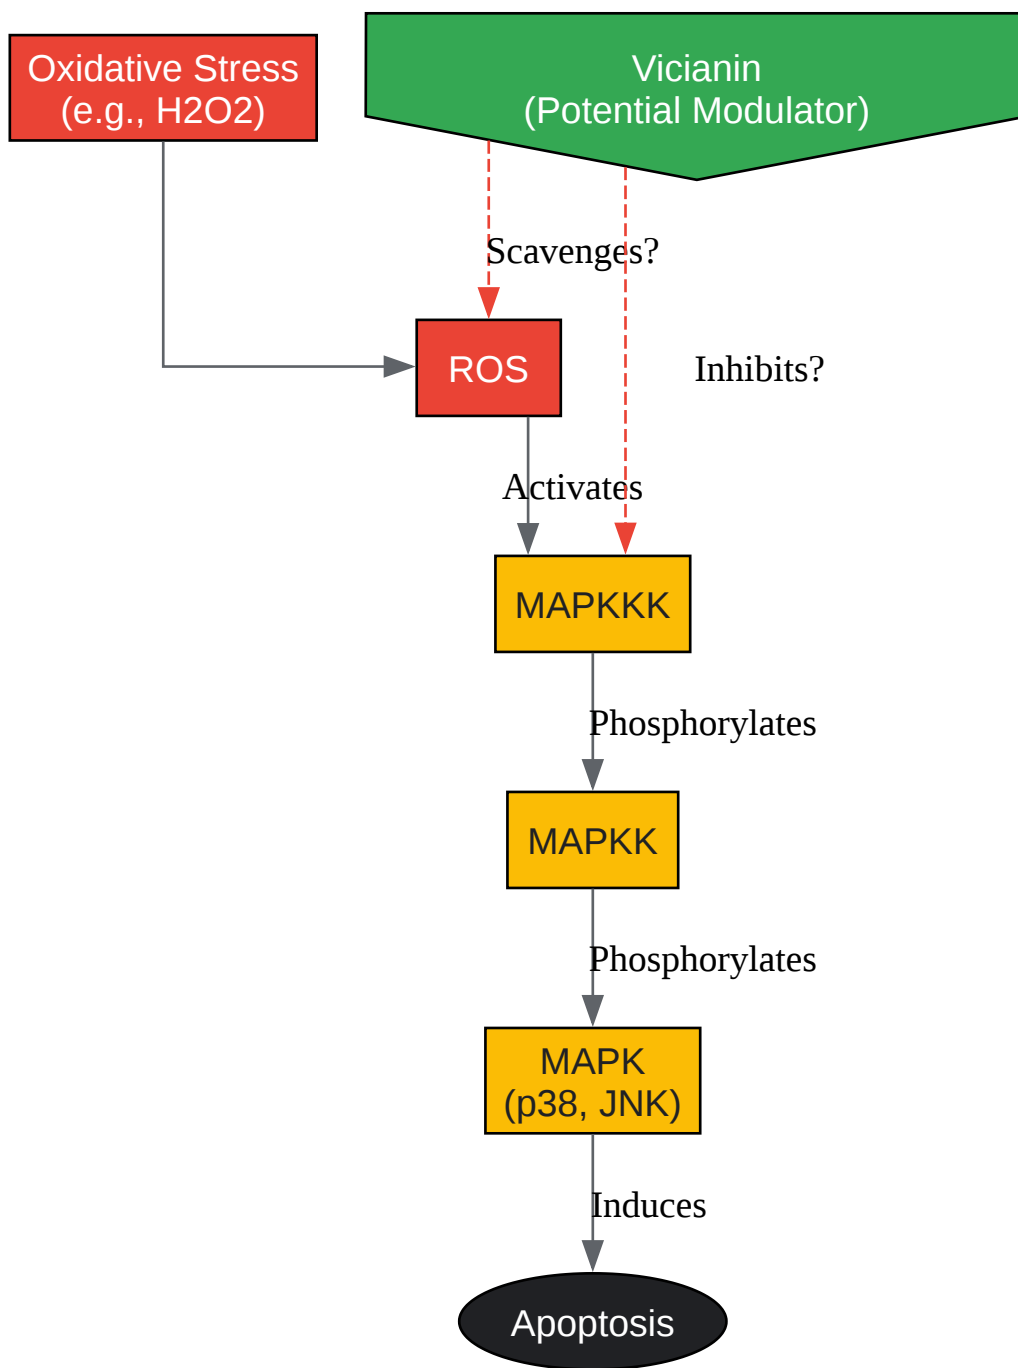 Oxidative Stress
(e.g., H2O2)
Vicianin
(Potential Modulator)
Scavenges?
ROS
Inhibits?
Activates
MAPKKK
Phosphorylates
MAPKK
Phosphorylates
MAPK
(p38, JNK)
Induces
Apoptosis